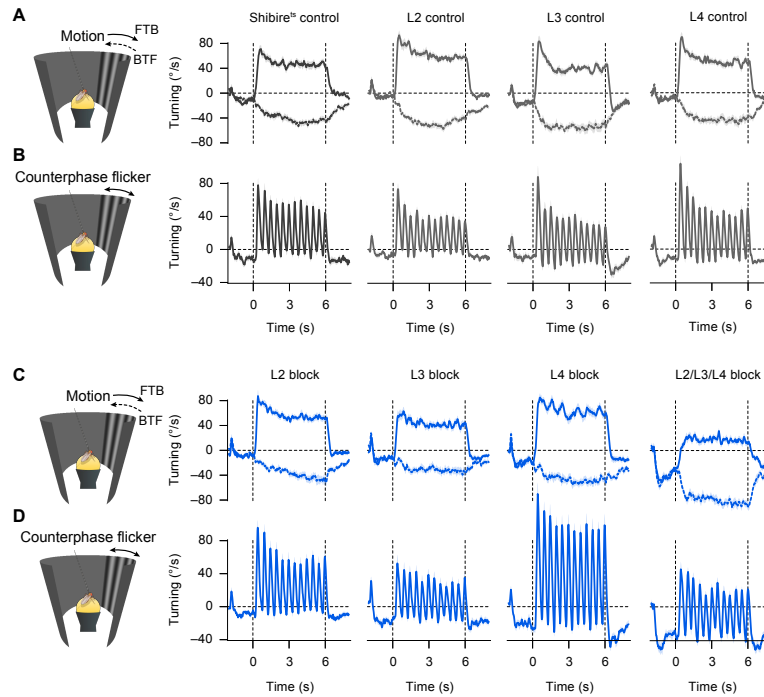 A
Motion
FTB
BTF
Shibireᵗˢ control
L2 control
L3 control
L4 control
Turning (°/s)
80
40
0
–40
–80
B
Counterphase flicker
Turning (°/s)
80
40
0
–40
0 3 6
0 3 6
0 3 6
0 3 6
Time (s)
Time (s)
Time (s)
Time (s)
C
Motion
FTB
BTF
L2 block
L3 block
L4 block
L2/L3/L4 block
Turning (°/s)
80
40
0
–40
–80
D
Counterphase flicker
Turning (°/s)
80
40
0
–40
0 3 6
0 3 6
0 3 6
0 3 6
Time (s)
Time (s)
Time (s)
Time (s)